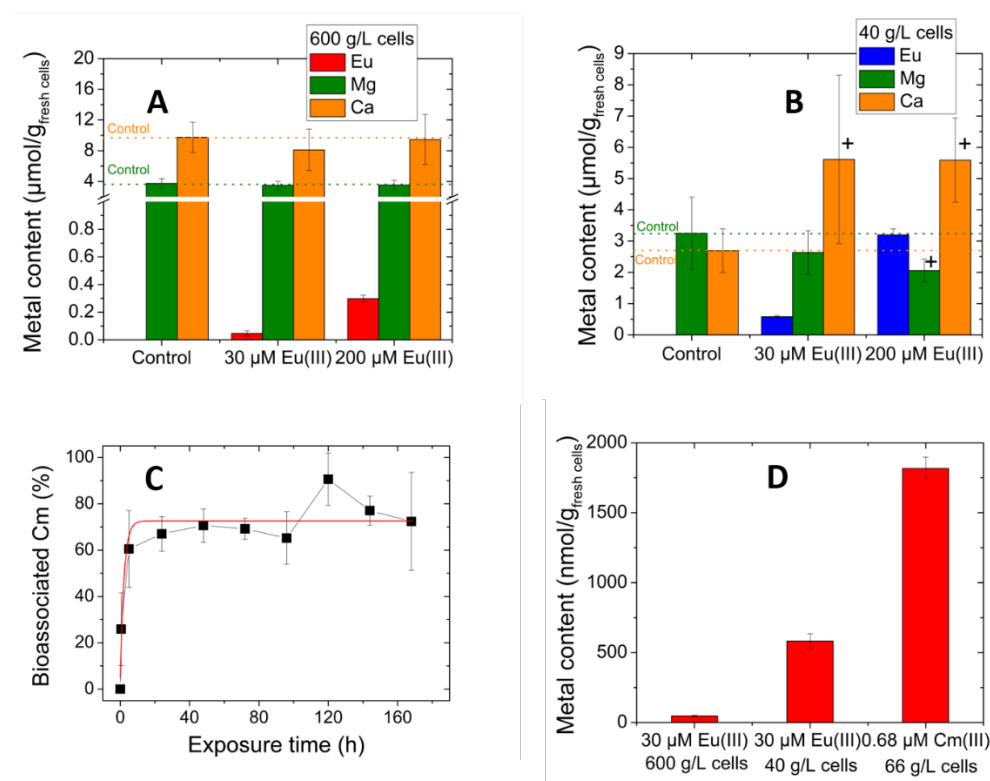 A
600 g/L cells
Eu
Mg
Ca
Metal content (µmol/g fresh cells)
20
16
12
8
4
0.8
0.6
0.4
0.2
0.0
Control
Control
Control
30 µM Eu(III)
200 µM Eu(III)
B
40 g/L cells
Eu
Mg
Ca
Metal content (µmol/g fresh cells)
9
8
7
6
5
4
3
2
1
0
Control
Control
+
+
+
Control
30 µM Eu(III)
200 µM Eu(III)
C
Bioassociated Cm (%)
100
80
60
40
20
0
0
40
80
120
160
Exposure time (h)
D
Metal content (nmol/g fresh cells)
2000
1500
1000
500
0
30 µM Eu(III)
600 g/L cells
30 µM Eu(III)
40 g/L cells
0.68 µM Cm(III)
66 g/L cells